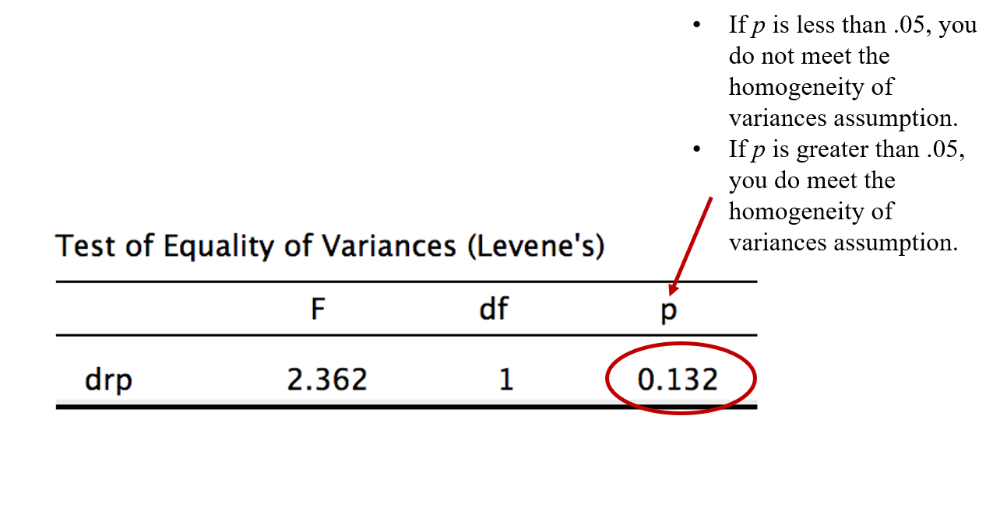 • If p is less than .05, you
do not meet the
homogeneity of
variances assumption.
• If p is greater than .05,
you do meet the
homogeneity of
variances assumption.
Test of Equality of Variances (Levene's)
F df p
drp 2.362 1 0.132